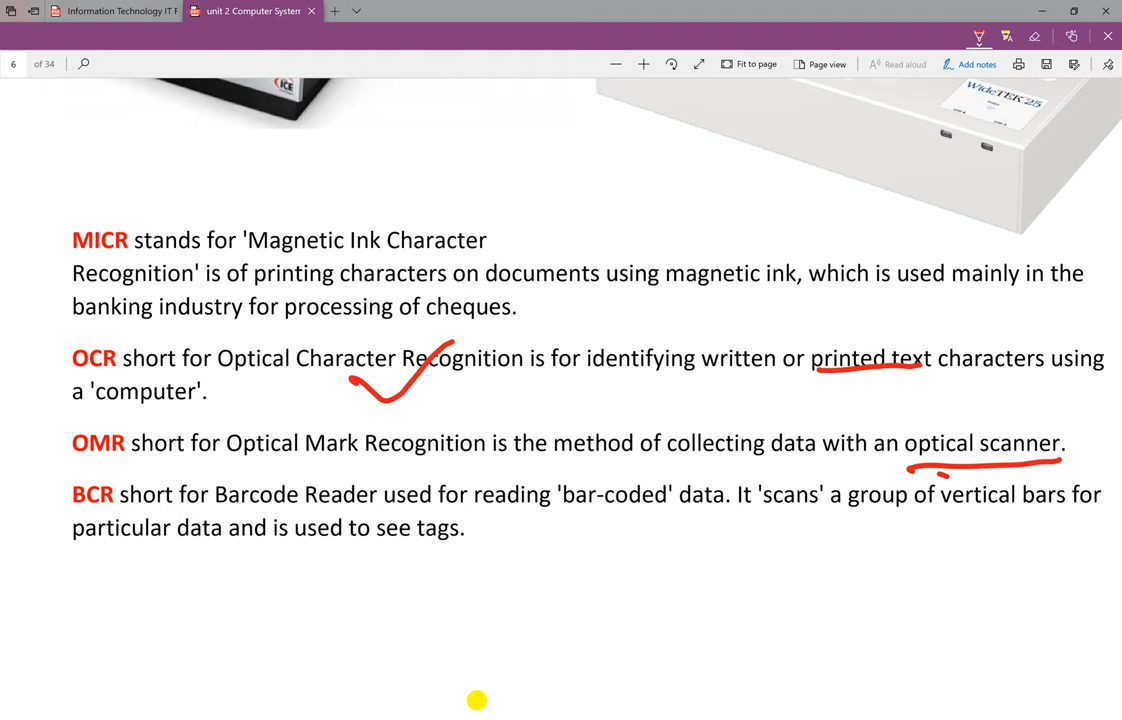 Information Technology IT F
unit 2 Computer System
6 of 34
Fit to page
Page view
Read aloud
Add notes
ICE
WideTEK 25
MICR stands for 'Magnetic Ink Character
Recognition' is of printing characters on documents using magnetic ink, which is used mainly in the
banking industry for processing of cheques.
OCR short for Optical Character Recognition is for identifying written or printed text characters using
a 'computer'.
OMR short for Optical Mark Recognition is the method of collecting data with an optical scanner.
BCR short for Barcode Reader used for reading 'bar-coded' data. It 'scans' a group of vertical bars for
particular data and is used to see tags.